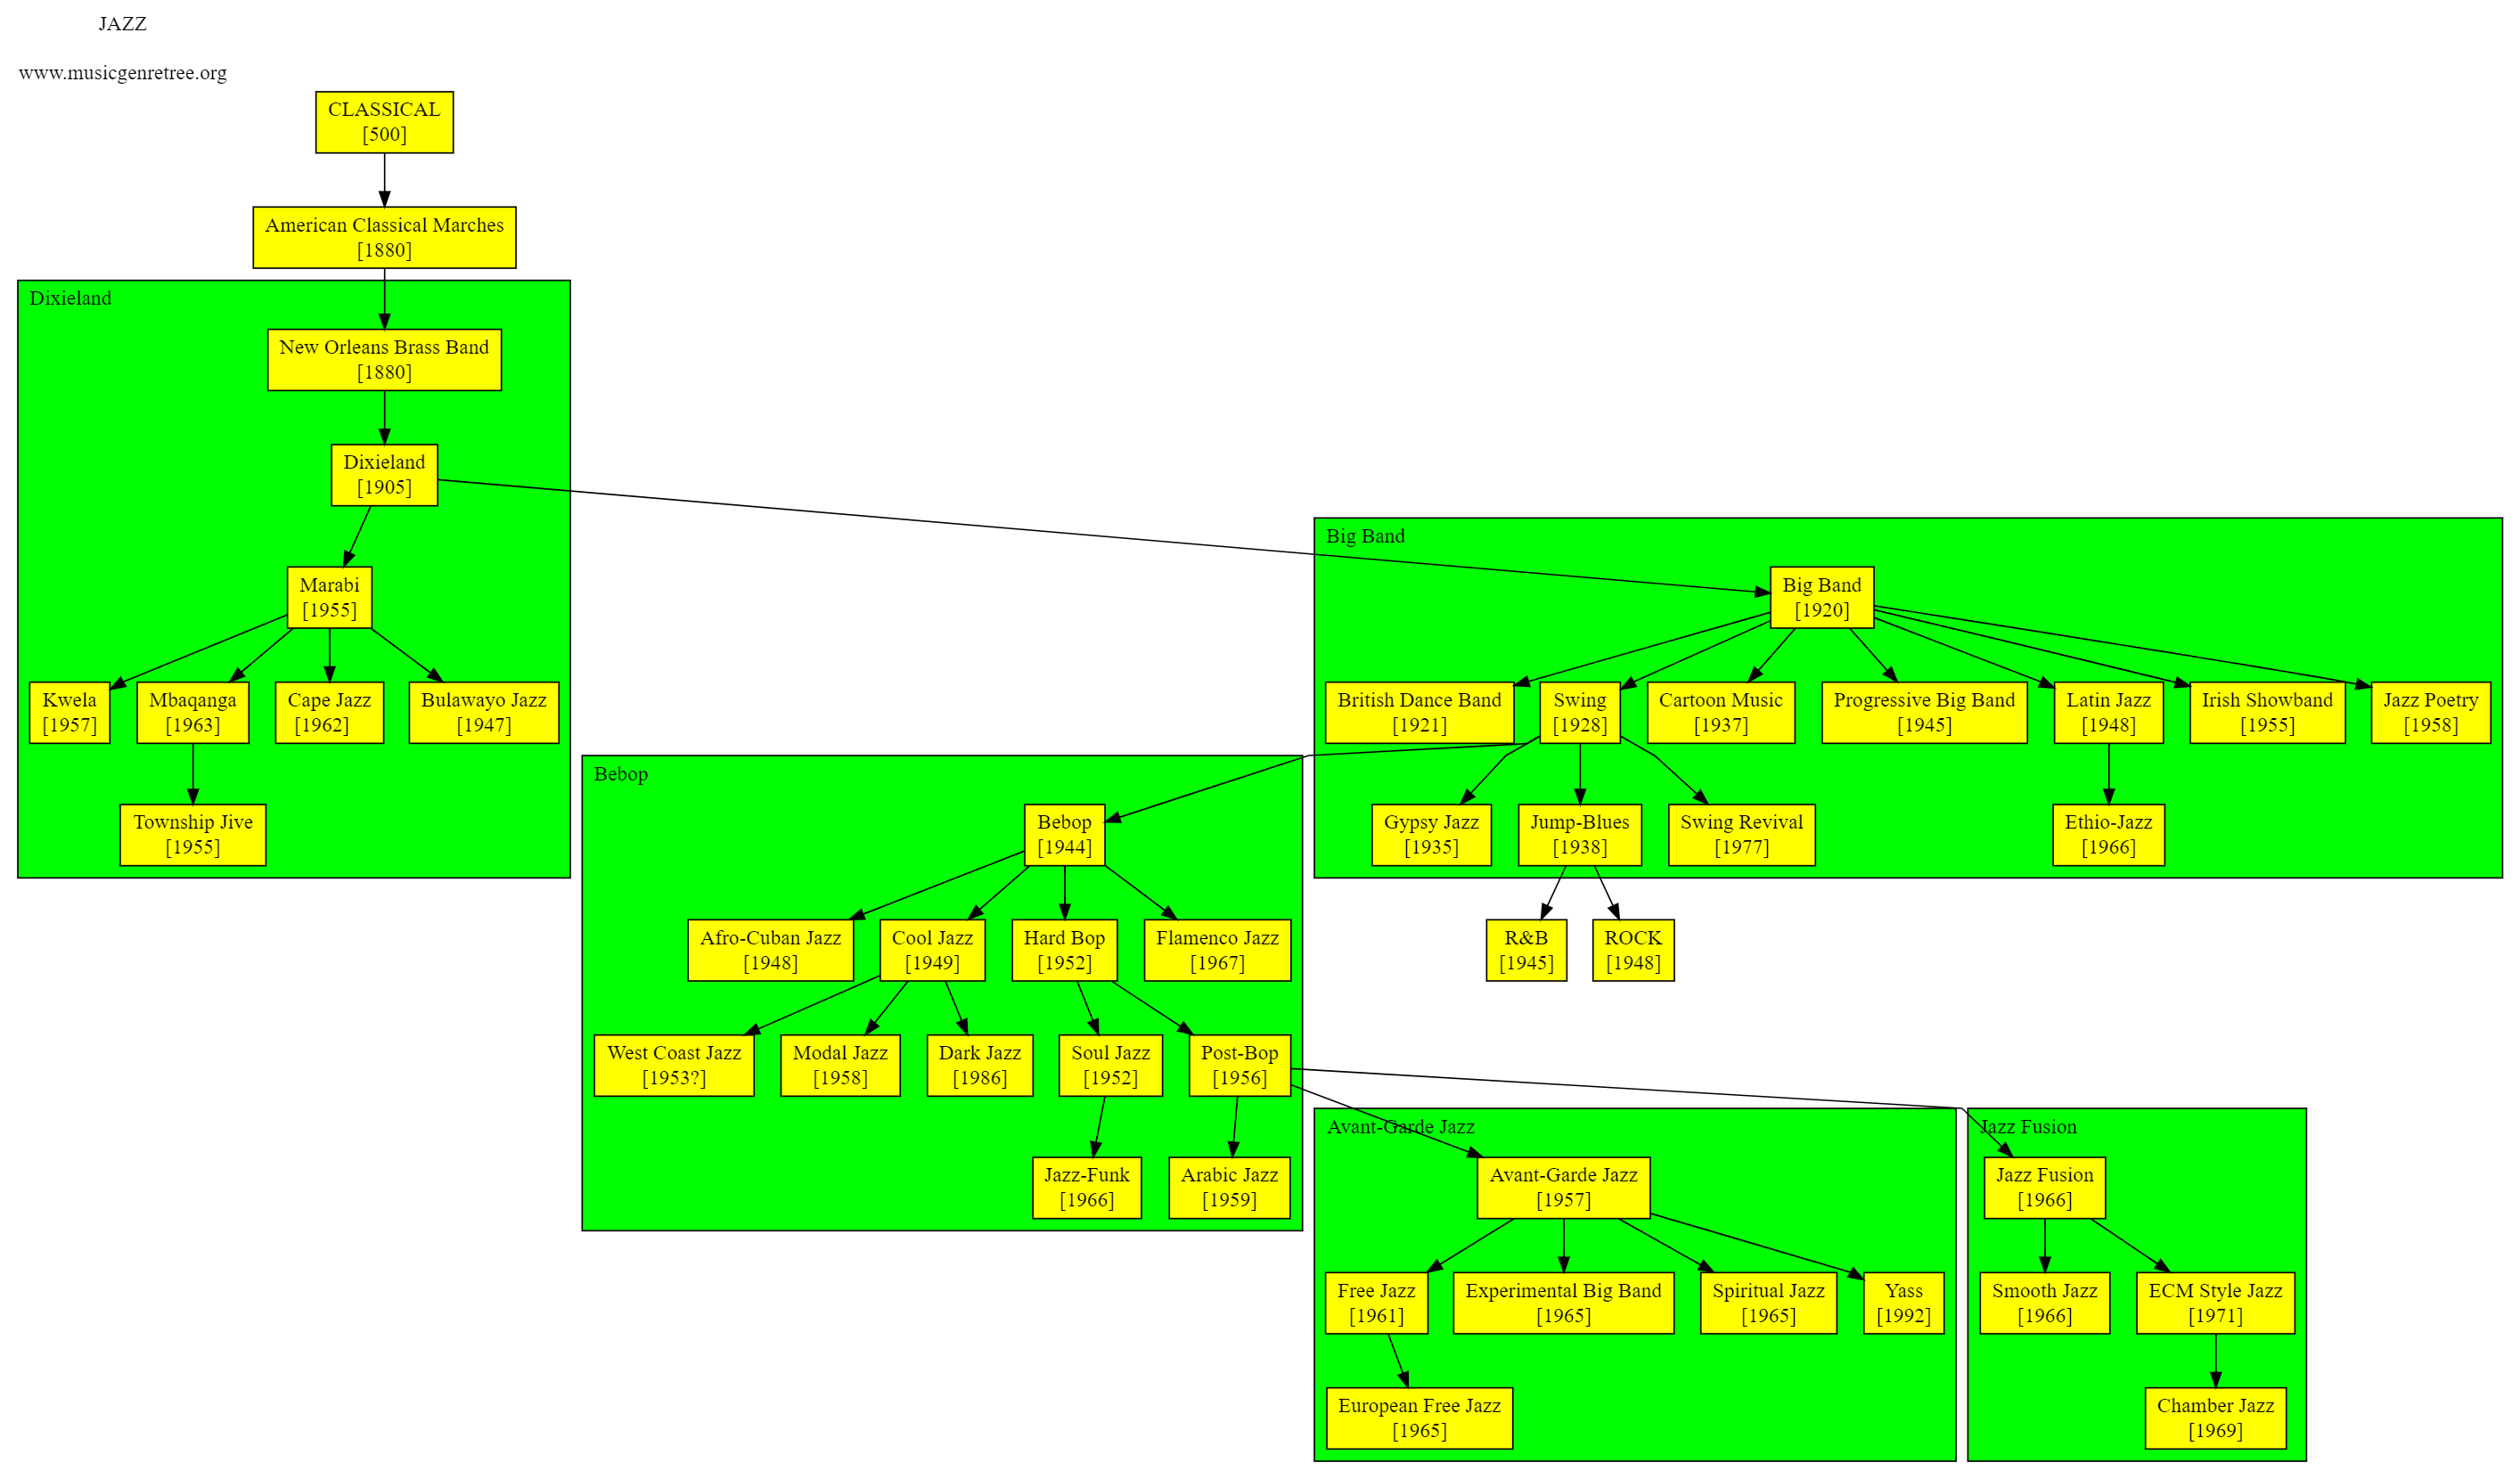 JAZZ
www.musicgenretree.org
CLASSICAL
[500]
American Classical Marches
[1880]
Dixieland
New Orleans Brass Band
[1880]
Dixieland
[1905]
Marabi
[1955]
Kwela
[1957]
Mbaqanga
[1963]
Cape Jazz
[1962]
Bulawayo Jazz
[1947]
Township Jive
[1955]
Big Band
Big Band
[1920]
British Dance Band
[1921]
Swing
[1928]
Cartoon Music
[1937]
Progressive Big Band
[1945]
Latin Jazz
[1948]
Irish Showband
[1955]
Jazz Poetry
[1958]
Gypsy Jazz
[1935]
Jump-Blues
[1938]
Swing Revival
[1977]
Ethio-Jazz
[1966]
R&B
[1945]
ROCK
[1948]
Bebop
Bebop
[1944]
Afro-Cuban Jazz
[1948]
Cool Jazz
[1949]
Hard Bop
[1952]
Flamenco Jazz
[1967]
West Coast Jazz
[1953?]
Modal Jazz
[1958]
Dark Jazz
[1986]
Soul Jazz
[1952]
Post-Bop
[1956]
Jazz-Funk
[1966]
Arabic Jazz
[1959]
Avant-Garde Jazz
Avant-Garde Jazz
[1957]
Free Jazz
[1961]
Experimental Big Band
[1965]
Spiritual Jazz
[1965]
Yass
[1992]
European Free Jazz
[1965]
Jazz Fusion
Jazz Fusion
[1966]
Smooth Jazz
[1966]
ECM Style Jazz
[1971]
Chamber Jazz
[1969]